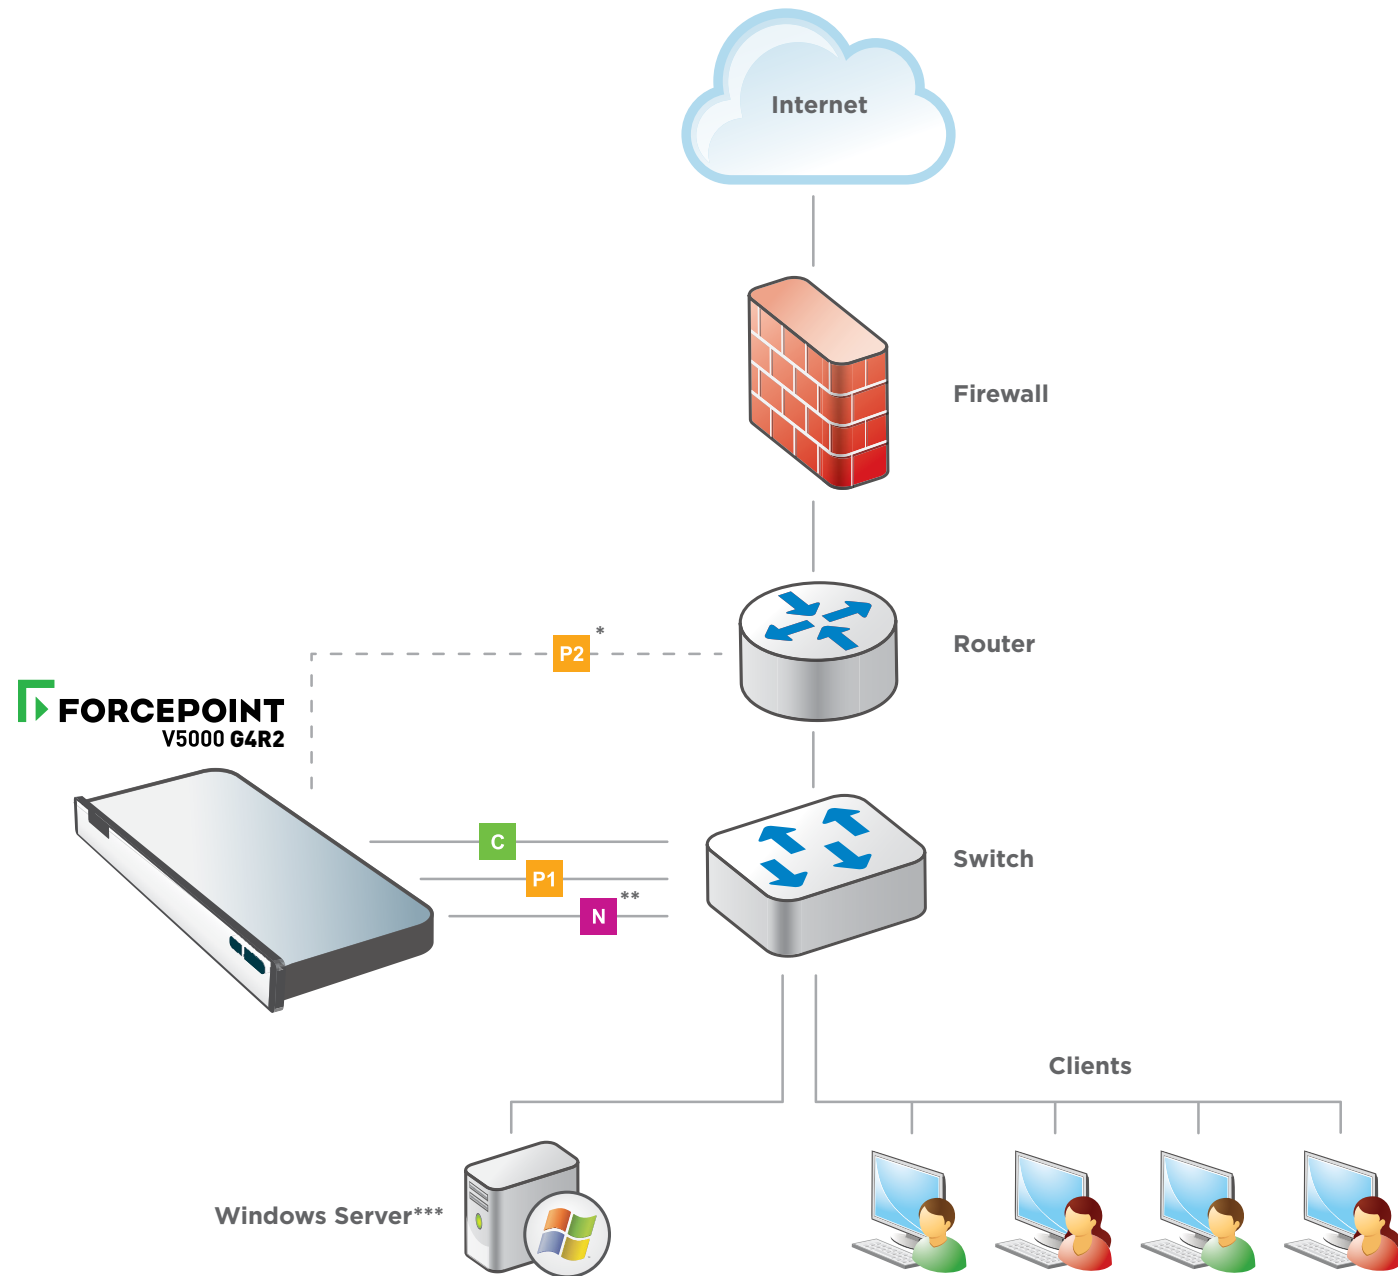 Internet
Firewall
Router
P2 *
FORCEPOINT
V5000 G4R2
C
P1
N **
Switch
Clients
Windows Server***